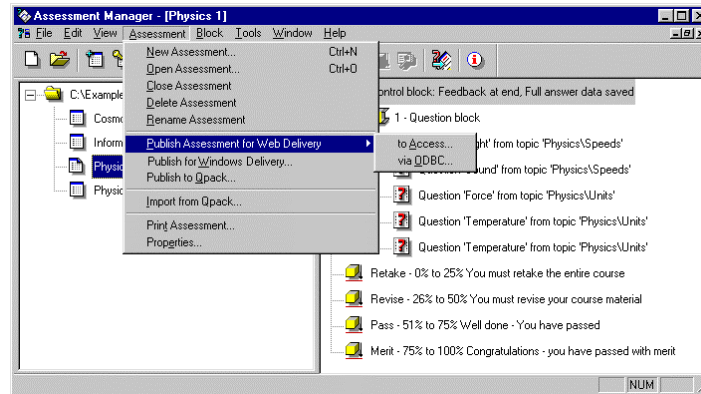 Assessment Manager - [Physics 1]
File Edit View Assessment Block Tools Window Help
New Assessment... Ctrl+N
Open Assessment... Ctrl+O
Close Assessment
Delete Assessment
Rename Assessment
Publish Assessment for Web Delivery
Publish for Windows Delivery...
Publish to Qpack...
Import from Qpack...
Print Assessment...
Properties...
to Access...
via ODBC...
C:\Example
Cosmo
Inform
Physic
Physic
ontrol block: Feedback at end, Full answer data saved
1 - Question block
ght' from topic 'Physics\Speeds'
Question 'Sound' from topic 'Physics\Speeds'
Question 'Force' from topic 'Physics\Units'
Question 'Temperature' from topic 'Physics\Units'
Question 'Temperature' from topic 'Physics\Units'
Retake - 0% to 25% You must retake the entire course
Revise - 26% to 50% You must revise your course material
Pass - 51% to 75% Well done - You have passed
Merit - 75% to 100% Congratulations - you have passed with merit
NUM